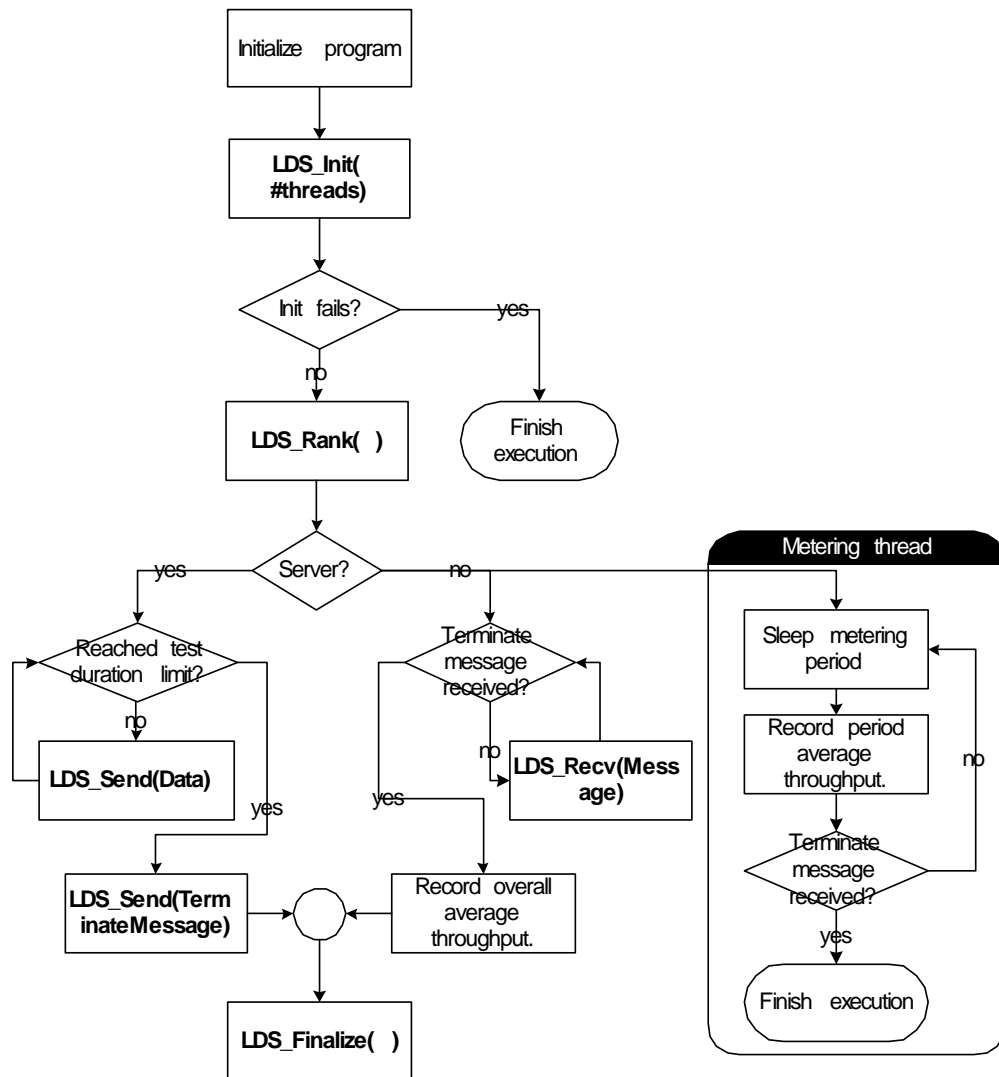 Initialize program
LDS_Init(
#threads)
Init fails?
yes
no
LDS_Rank( )
Finish
execution
Server?
yes
no
Metering thread
Reached test
duration limit?
no
LDS_Send(Data)
yes
LDS_Send(Ter
minateMessage)
Terminate
message
received?
no
LDS_Recv(Mess
age)
yes
Record overall
average
throughput.
LDS_Finalize( )
Sleep metering
period
Record period
average
throughput.
no
Terminate
message
received?
yes
Finish execution